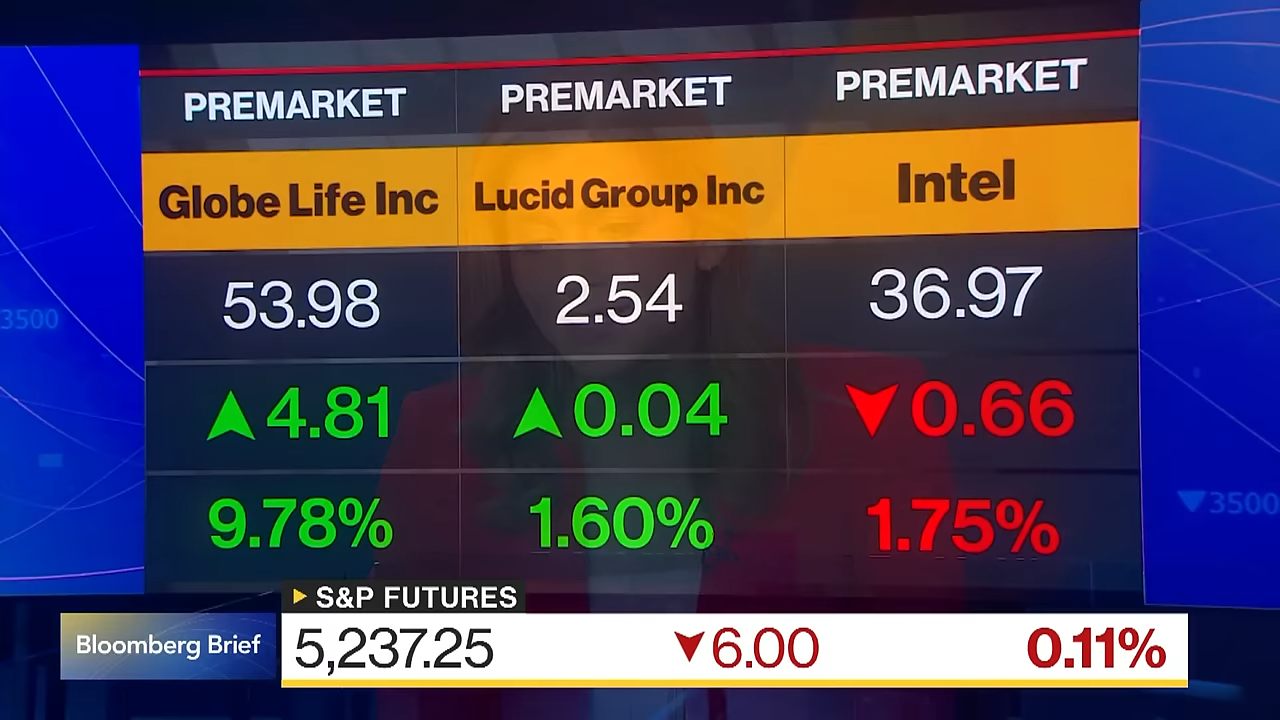 PREMARKET PREMARKET PREMARKET
Globe Life Inc Lucid Group Inc Intel
53.98 2.54 36.97
▲4.81 ▲0.04 ▼0.66
9.78% 1.60% 1.75%
3500
▼3500
▶ S&P FUTURES
Bloomberg Brief 5,237.25 ▼6.00 0.11%